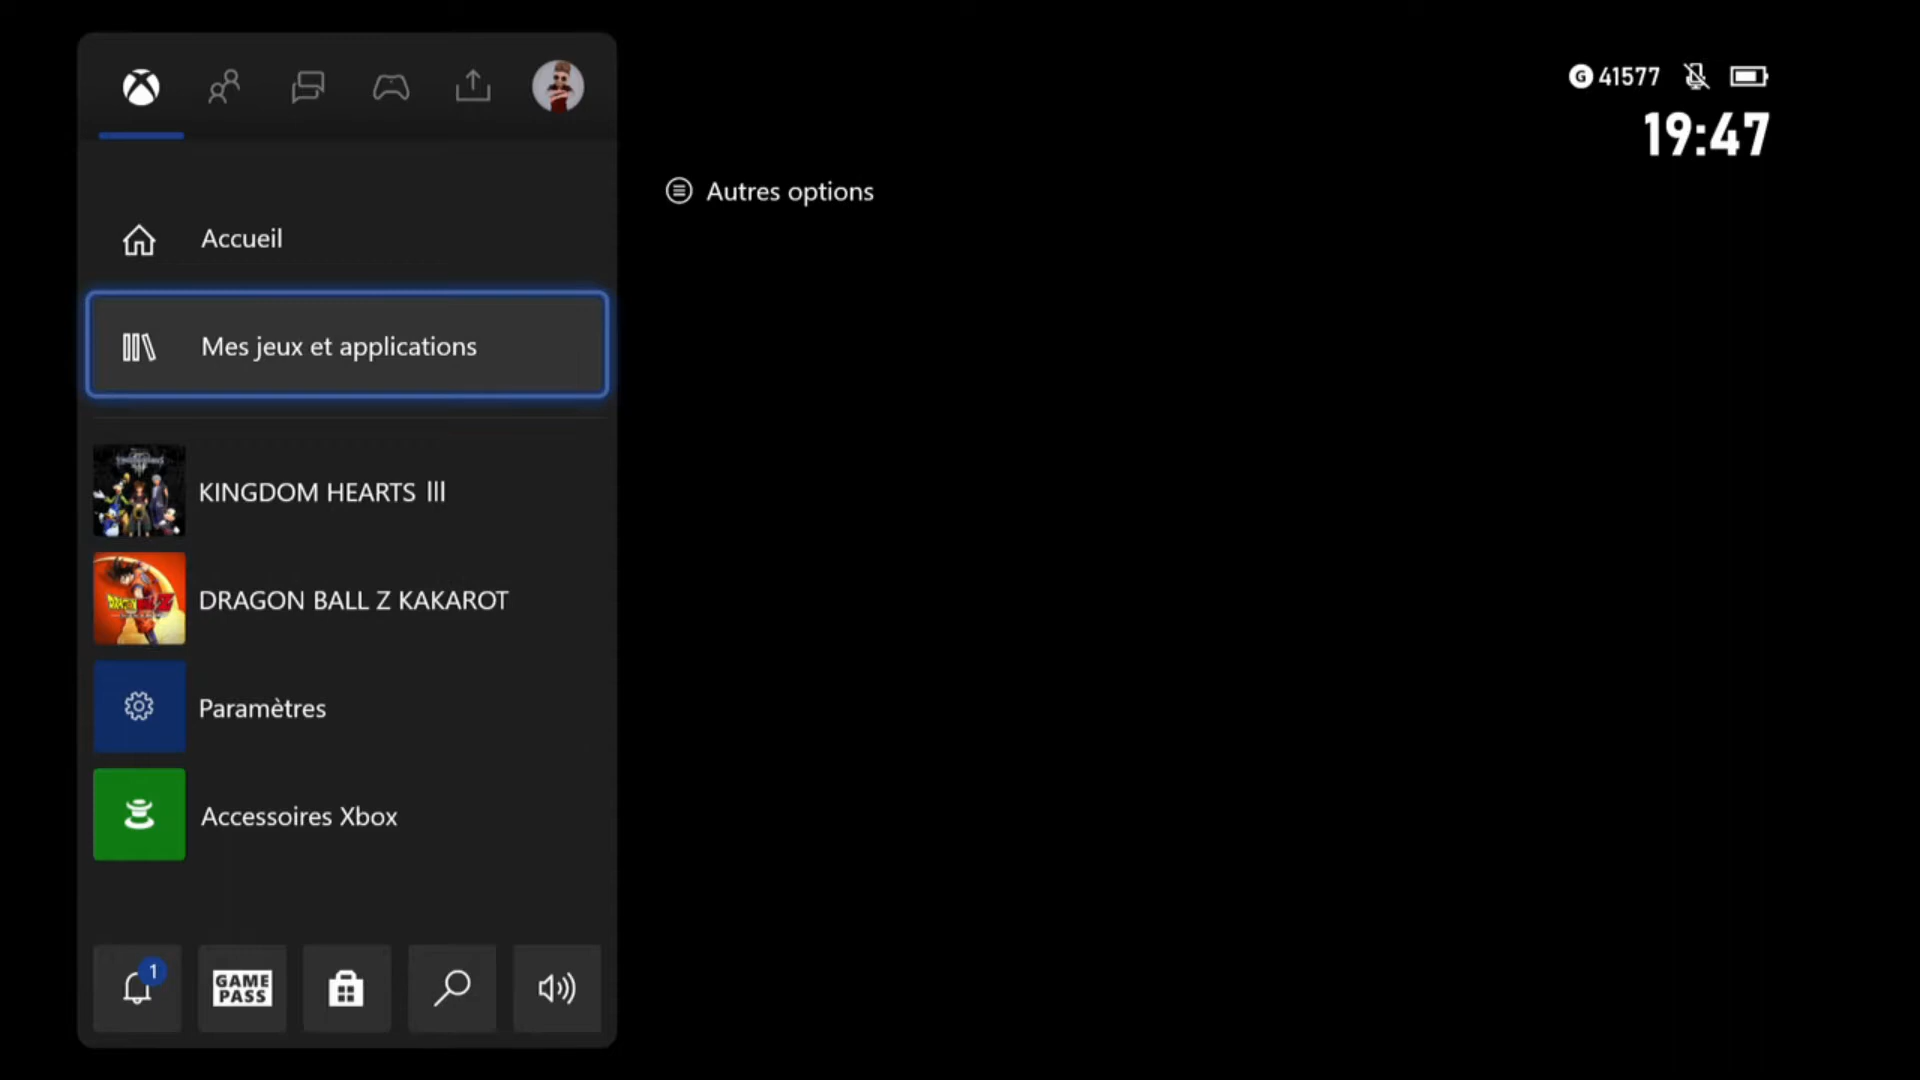 G 41577
19:47
Autres options
Accueil
Mes jeux et applications
KINGDOM HEARTS III
DRAGON BALL Z KAKAROT
Paramètres
Accessoires Xbox
1
GAME
PASS